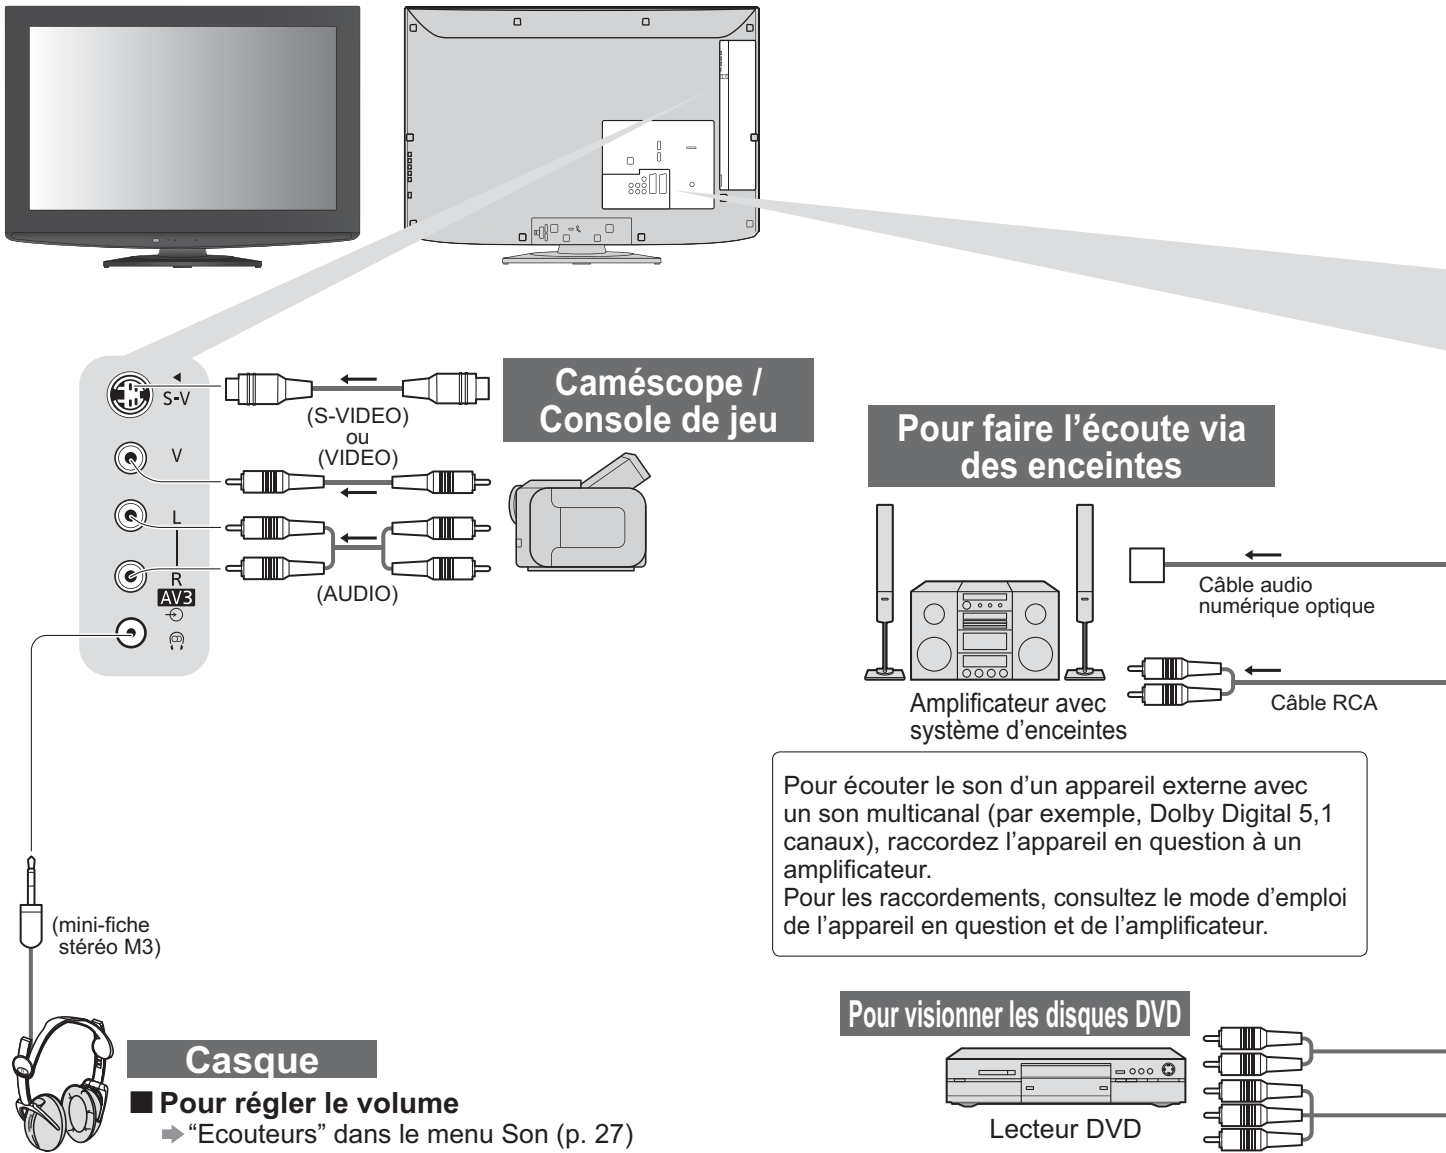 S-V
V
L
R
AV3
(S-VIDEO)
ou
(VIDEO)
(AUDIO)
Caméscope /
Console de jeu
Pour faire l’écoute via
des enceintes
Câble audio
numérique optique
Câble RCA
Amplificateur avec
système d’enceintes
Pour écouter le son d’un appareil externe avec
un son multicanal (par exemple, Dolby Digital 5,1
canaux), raccordez l’appareil en question à un
amplificateur.
Pour les raccordements, consultez le mode d’emploi
de l’appareil en question et de l’amplificateur.
(mini-fiche
stéréo M3)
Casque
■ Pour régler le volume
“Ecouteurs” dans le menu Son (p. 27)
Pour visionner les disques DVD
Lecteur DVD